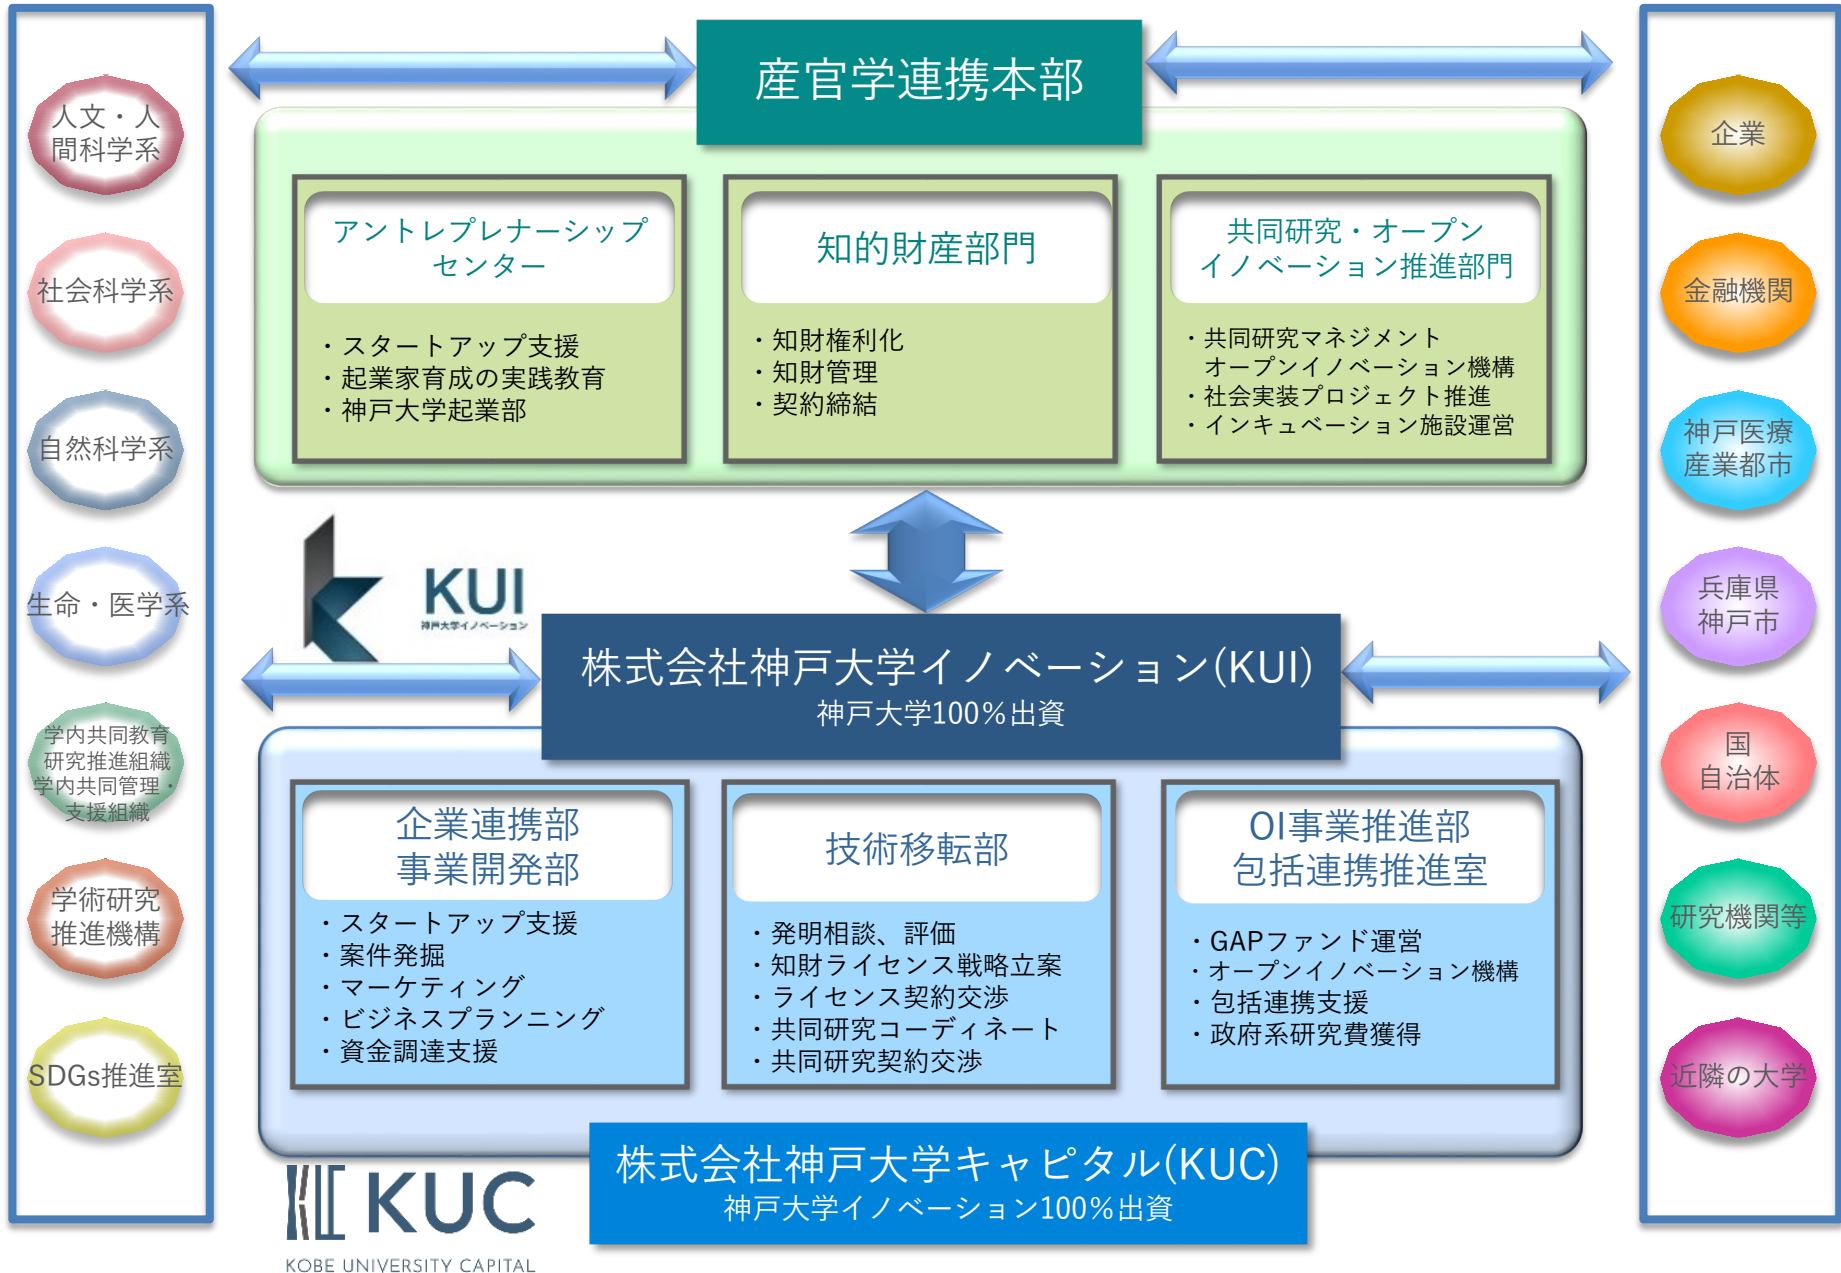 産官学連携本部
人文・人
間科学系
社会科学系
自然科学系
生命・医学系
学内共同教育
研究推進組織
学内共同管理・
支援組織
学術研究
推進機構
SDGs推進室
アントレプレナーシップ
センター
・スタートアップ支援
・起業家育成の実践教育
・神戸大学起業部
知的財産部門
・知財権利化
・知財管理
・契約締結
共同研究・オープン
イノベーション推進部門
・共同研究マネジメント
オープンイノベーション機構
・社会実装プロジェクト推進
・インキュベーション施設運営
KUI
神戸大学イノベーション
株式会社神戸大学イノベーション(KUI)
神戸大学100%出資
企業連携部
事業開発部
・スタートアップ支援
・案件発掘
・マーケティング
・ビジネスプランニング
・資金調達支援
技術移転部
・発明相談、評価
・知財ライセンス戦略立案
・ライセンス契約交渉
・共同研究コーディネート
・共同研究契約交渉
OI事業推進部
包括連携推進室
・GAPファンド運営
・オープンイノベーション機構
・包括連携支援
・政府系研究費獲得
株式会社神戸大学キャピタル(KUC)
神戸大学イノベーション100%出資
KUC
KOBE UNIVERSITY CAPITAL
企業
金融機関
神戸医療
産業都市
兵庫県
神戸市
国
自治体
研究機関等
近隣の大学